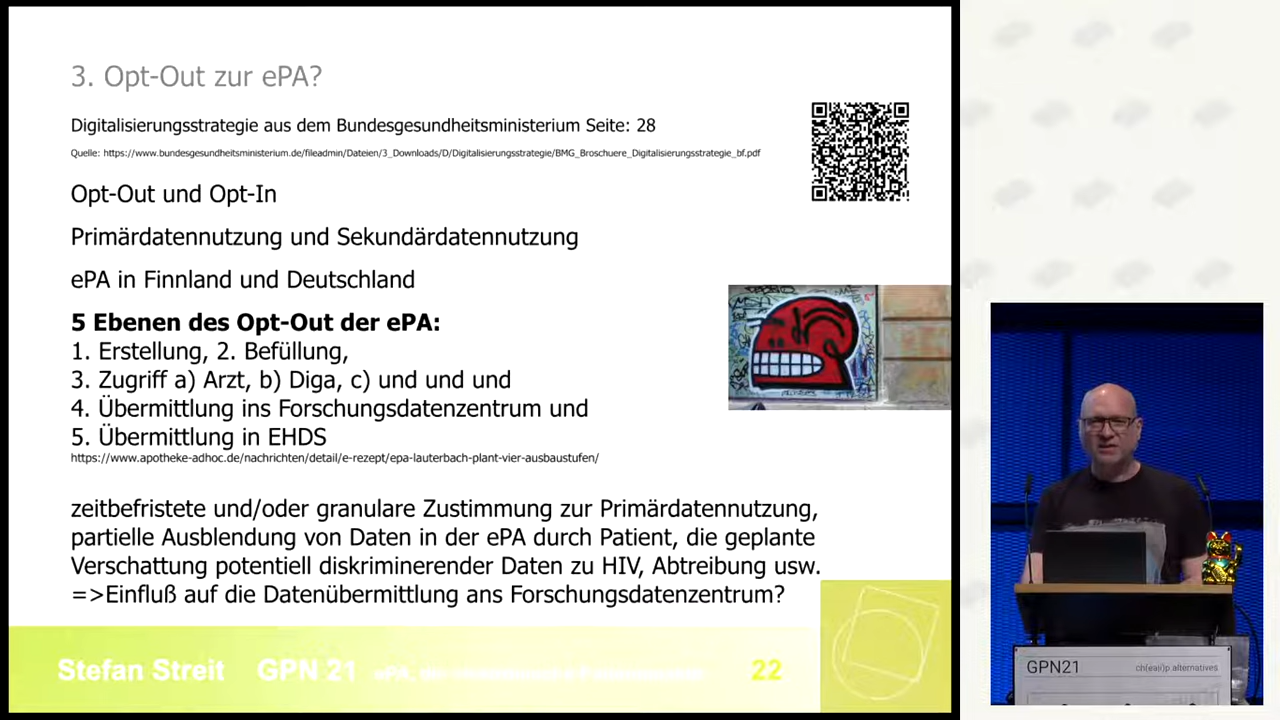 3. Opt-Out zur ePA?
Digitalisierungsstrategie aus dem Bundesgesundheitsministerium Seite: 28
Quelle: https://www.bundesgesundheitsministerium.de/fileadmin/Dateien/3_Downloads/D/Digitalisierungsstrategie/BMG_Broschuere_Digitalisierungsstrategie_bf.pdf
Opt-Out und Opt-In
Primärdatennutzung und Sekundärdatennutzung
ePA in Finnland und Deutschland
5 Ebenen des Opt-Out der ePA:
1. Erstellung, 2. Befüllung,
3. Zugriff a) Arzt, b) Diga, c) und und und
4. Übermittlung ins Forschungsdatenzentrum und
5. Übermittlung in EHDS
https://www.apotheke-adhoc.de/nachrichten/detail/e-rezept/epa-lauterbach-plant-vier-ausbaustufen/
zeitbefristete und/oder granulare Zustimmung zur Primärdatennutzung,
partielle Ausblendung von Daten in der ePA durch Patient, die geplante
Verschattung potentiell diskriminerender Daten zu HIV, Abtreibung usw.
=>Einfluß auf die Datenübermittlung ans Forschungsdatenzentrum?
Stefan Streit GPN 21 ePA, 22
GPN21 ch(ea(i)p alternatives